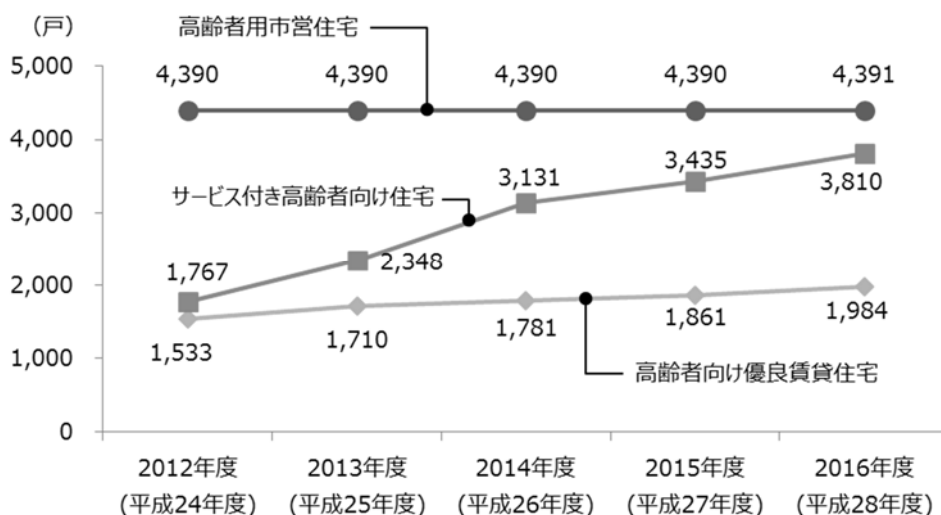 （戸）
高齢者用市営住宅
5,000
4,390
4,390
4,390
4,390
4,391
4,000
サービス付き高齢者向け住宅
3,131
3,435
3,810
3,000
1,767
2,348
2,000
1,533
1,710
1,781
1,861
1,984
1,000
高齢者向け優良賃貸住宅
0
2012年度
(平成24年度)
2013年度
(平成25年度)
2014年度
(平成26年度)
2015年度
(平成27年度)
2016年度
(平成28年度)